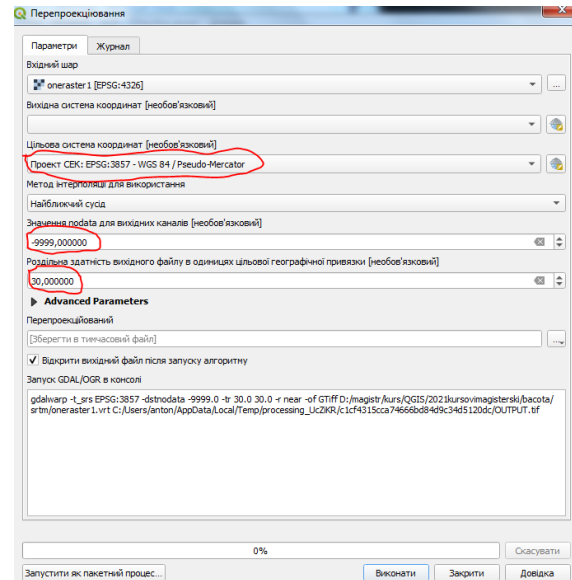 Перепроекціювання
Параметри Журнал
Вхідний шар
oneraster1 [EPSG:4326]
...
Вихідна система координат [необов'язковий]
Цільова система координат [необов'язковий]
Проект СЕК: EPSG:3857 - WGS 84 / Pseudo-Mercator
Метод інтерполяції для використання
Найближчий сусід
Значення nodata для вихідних каналів [необов'язковий]
-9999,000000
Роздільна здатність вихідного файлу в одиницях цільової географічної привязки [необов'язковий]
30,000000
Advanced Parameters
Перепроекційований
[Зберегти в тимчасовий файл]
...
Відкрити вихідний файл після запуску алгоритму
Запуск GDAL/OGR в консолі
gdalwarp -t_srs EPSG:3857 -dstnodata -9999.0 -tr 30.0 30.0 -r near -of GTiff D:/magistr/kurs/QGIS/2021kursovimagisterski/bacota/
srtm/oneraster1.vrt C:/Users/anton/AppData/Local/Temp/processing_UcZiKR/c1cf4315cca74666bd84d9c34d5120dc/OUTPUT.tif
0%
Скасувати
Запустити як пакетний процес... Виконати Закрити Довідка